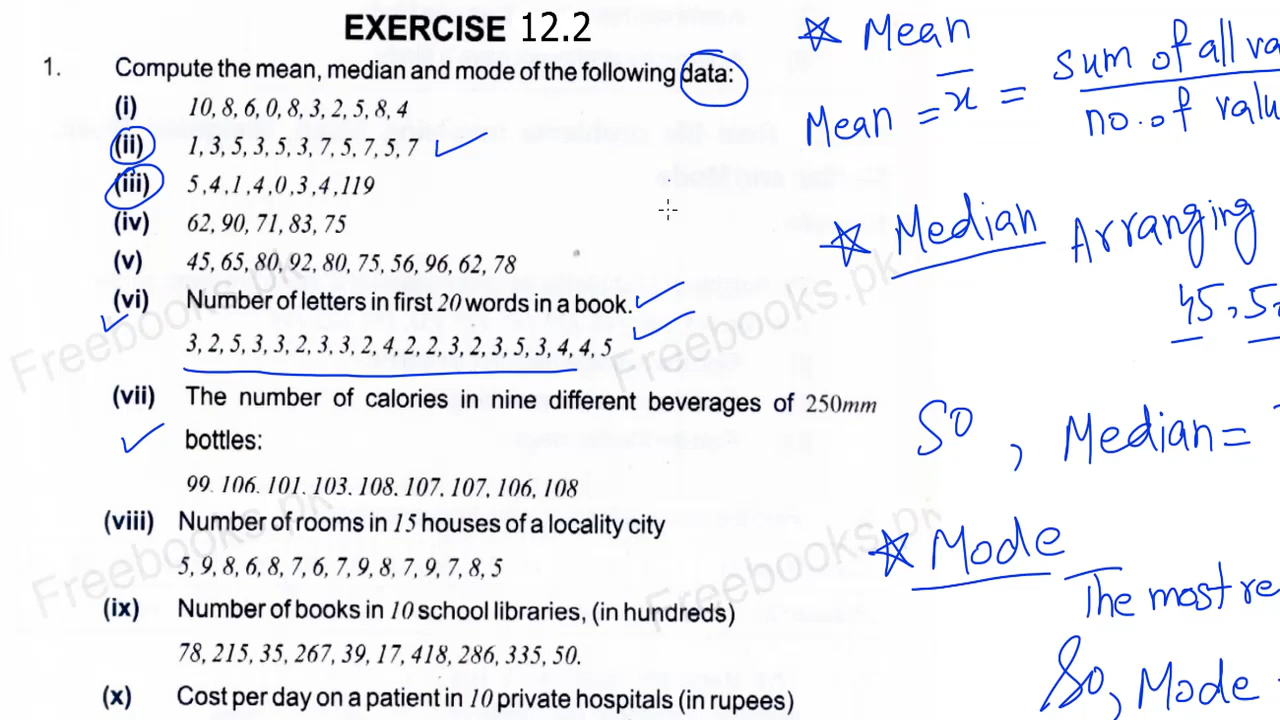 EXERCISE 12.2
1. Compute the mean, median and mode of the following data:
(i) 10, 8, 6, 0, 8, 3, 2, 5, 8, 4
(ii) 1, 3, 5, 3, 5, 3, 7, 5, 7, 5, 7
(iii) 5, 4, 1, 4, 0, 3, 4, 119
(iv) 62, 90, 71, 83, 75
(v) 45, 65, 80, 92, 80, 75, 56, 96, 62, 78
(vi) Number of letters in first 20 words in a book.
3, 2, 5, 3, 3, 2, 3, 3, 2, 4, 2, 2, 3, 2, 3, 5, 3, 4, 4, 5
(vii) The number of calories in nine different beverages of 250mm
bottles:
99, 106, 101, 103, 108, 107, 107, 106, 108
(viii) Number of rooms in 15 houses of a locality city
5, 9, 8, 6, 8, 7, 6, 7, 9, 8, 7, 9, 7, 8, 5
(ix) Number of books in 10 school libraries, (in hundreds)
78, 215, 35, 267, 39, 17, 418, 286, 335, 50.
(x) Cost per day on a patient in 10 private hospitals (in rupees)
Mean
sum of all va
Mean = x̄ =
no. of valu
Median Arranging
45, 5
So, Median =
Mode
The most re
So, Mode
Freebooks.pk
Freebooks.pk
Freebooks.pk
Freebooks.pk